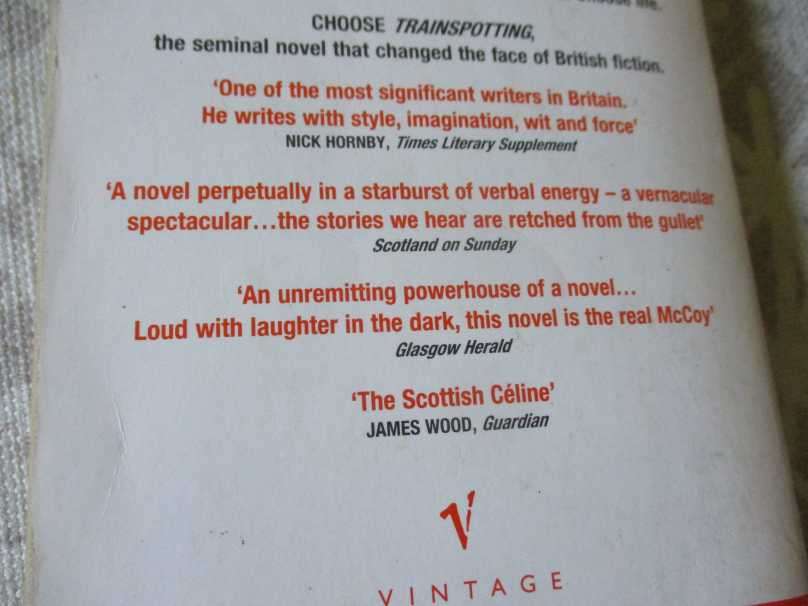 life.
CHOOSE TRAINSPOTTING,
the seminal novel that changed the face of British fiction.
‘One of the most significant writers in Britain.
He writes with style, imagination, wit and force’
NICK HORNBY, Times Literary Supplement
‘A novel perpetually in a starburst of verbal energy – a vernacular
spectacular...the stories we hear are retched from the gullet’
Scotland on Sunday
‘An unremitting powerhouse of a novel...
Loud with laughter in the dark, this novel is the real McCoy’
Glasgow Herald
‘The Scottish Céline’
JAMES WOOD, Guardian
V
VINTAGE